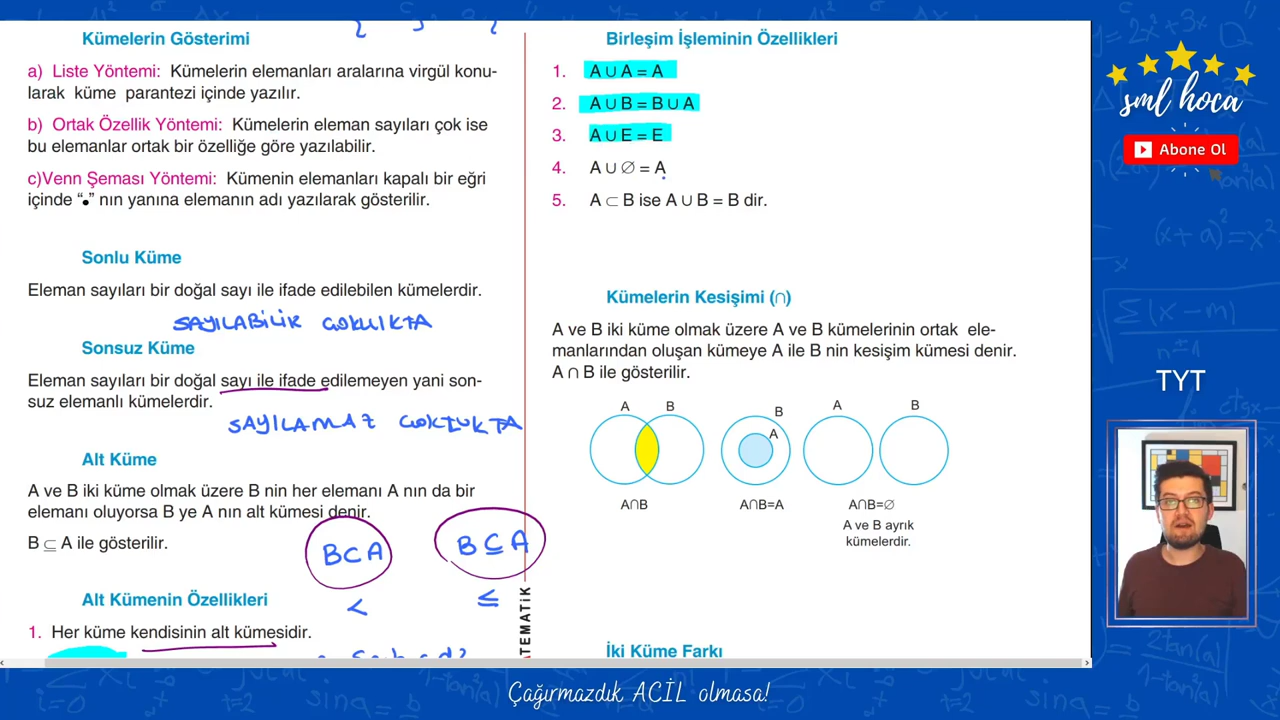 Kümelerin Gösterimi
a) Liste Yöntemi: Kümelerin elemanları aralarına virgül konu-
larak küme parantezi içinde yazılır.
b) Ortak Özellik Yöntemi: Kümelerin eleman sayıları çok ise
bu elemanlar ortak bir özelliğe göre yazılabilir.
c)Venn Şeması Yöntemi: Kümenin elemanları kapalı bir eğri
içinde “•” nın yanına elemanın adı yazılarak gösterilir.
Sonlu Küme
Eleman sayıları bir doğal sayı ile ifade edilebilen kümelerdir.
SAYILABİLİR ÇOKLUKTA
Sonsuz Küme
Eleman sayıları bir doğal sayı ile ifade edilemeyen yani son-
suz elemanlı kümelerdir.
SAYILAMAZ ÇOKLUKTA
Alt Küme
A ve B iki küme olmak üzere B nin her elemanı A nın da bir
elemanı oluyorsa B ye A nın alt kümesi denir.
B ⊆ A ile gösterilir.
B⊂A B⊆A
< ≤
Alt Kümenin Özellikleri
1. Her küme kendisinin alt kümesidir.
MATEMATİK
Birleşim İşleminin Özellikleri
1. A ∪ A = A
2. A ∪ B = B ∪ A
3. A ∪ E = E
4. A ∪ ∅ = A
5. A ⊂ B ise A ∪ B = B dir.
Kümelerin Kesişimi (∩)
A ve B iki küme olmak üzere A ve B kümelerinin ortak ele-
manlarından oluşan kümeye A ile B nin kesişim kümesi denir.
A ∩ B ile gösterilir.
A B B A A B
A∩B A∩B=A A∩B=∅
A ve B ayrık
kümelerdir.
İki Küme Farkı
sml hoca
Abone Ol
TYT
Çağırmazdık ACİL olmasa!